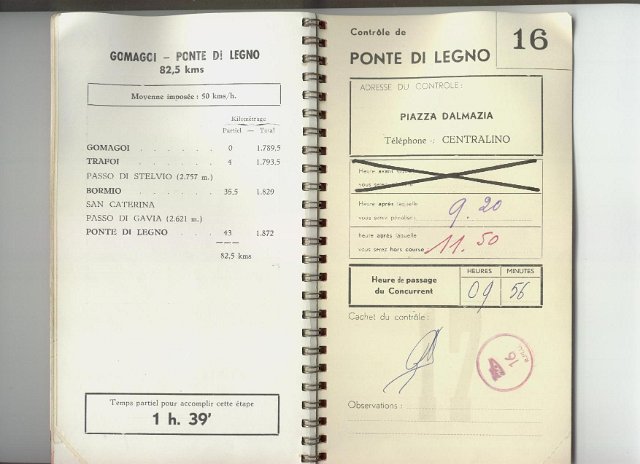 GOMAGOI – PONTE DI LEGNO
82,5 kms
Moyenne imposée : 50 kms/h.
Kilométrage
Partiel — Total
GOMAGOI . . . . . . 0 1.789,5
TRAFOI . . . . . . 4 1.793,5
PASSO DI STELVIO (2.757 m.)
BORMIO . . . . . . 35,5 1.829
SAN CATERINA
PASSO DI GAVIA (2.621 m.)
PONTE DI LEGNO . . . . 43 1.872
82,5 kms
Temps partiel pour accomplir cette étape
1 h. 39'
Contrôle de
PONTE DI LEGNO
16
ADRESSE DU CONTROLE :
PIAZZA DALMAZIA
Téléphone : CENTRALINO
Heure avant
vous serez
Heure après laquelle
vous serez pénalisé : 9.20
heure après laquelle
vous serez hors course 11.50
Heure de passage
du Concurrent
HEURES MINUTES
09 56
Cachet du contrôle :
16
Observations :